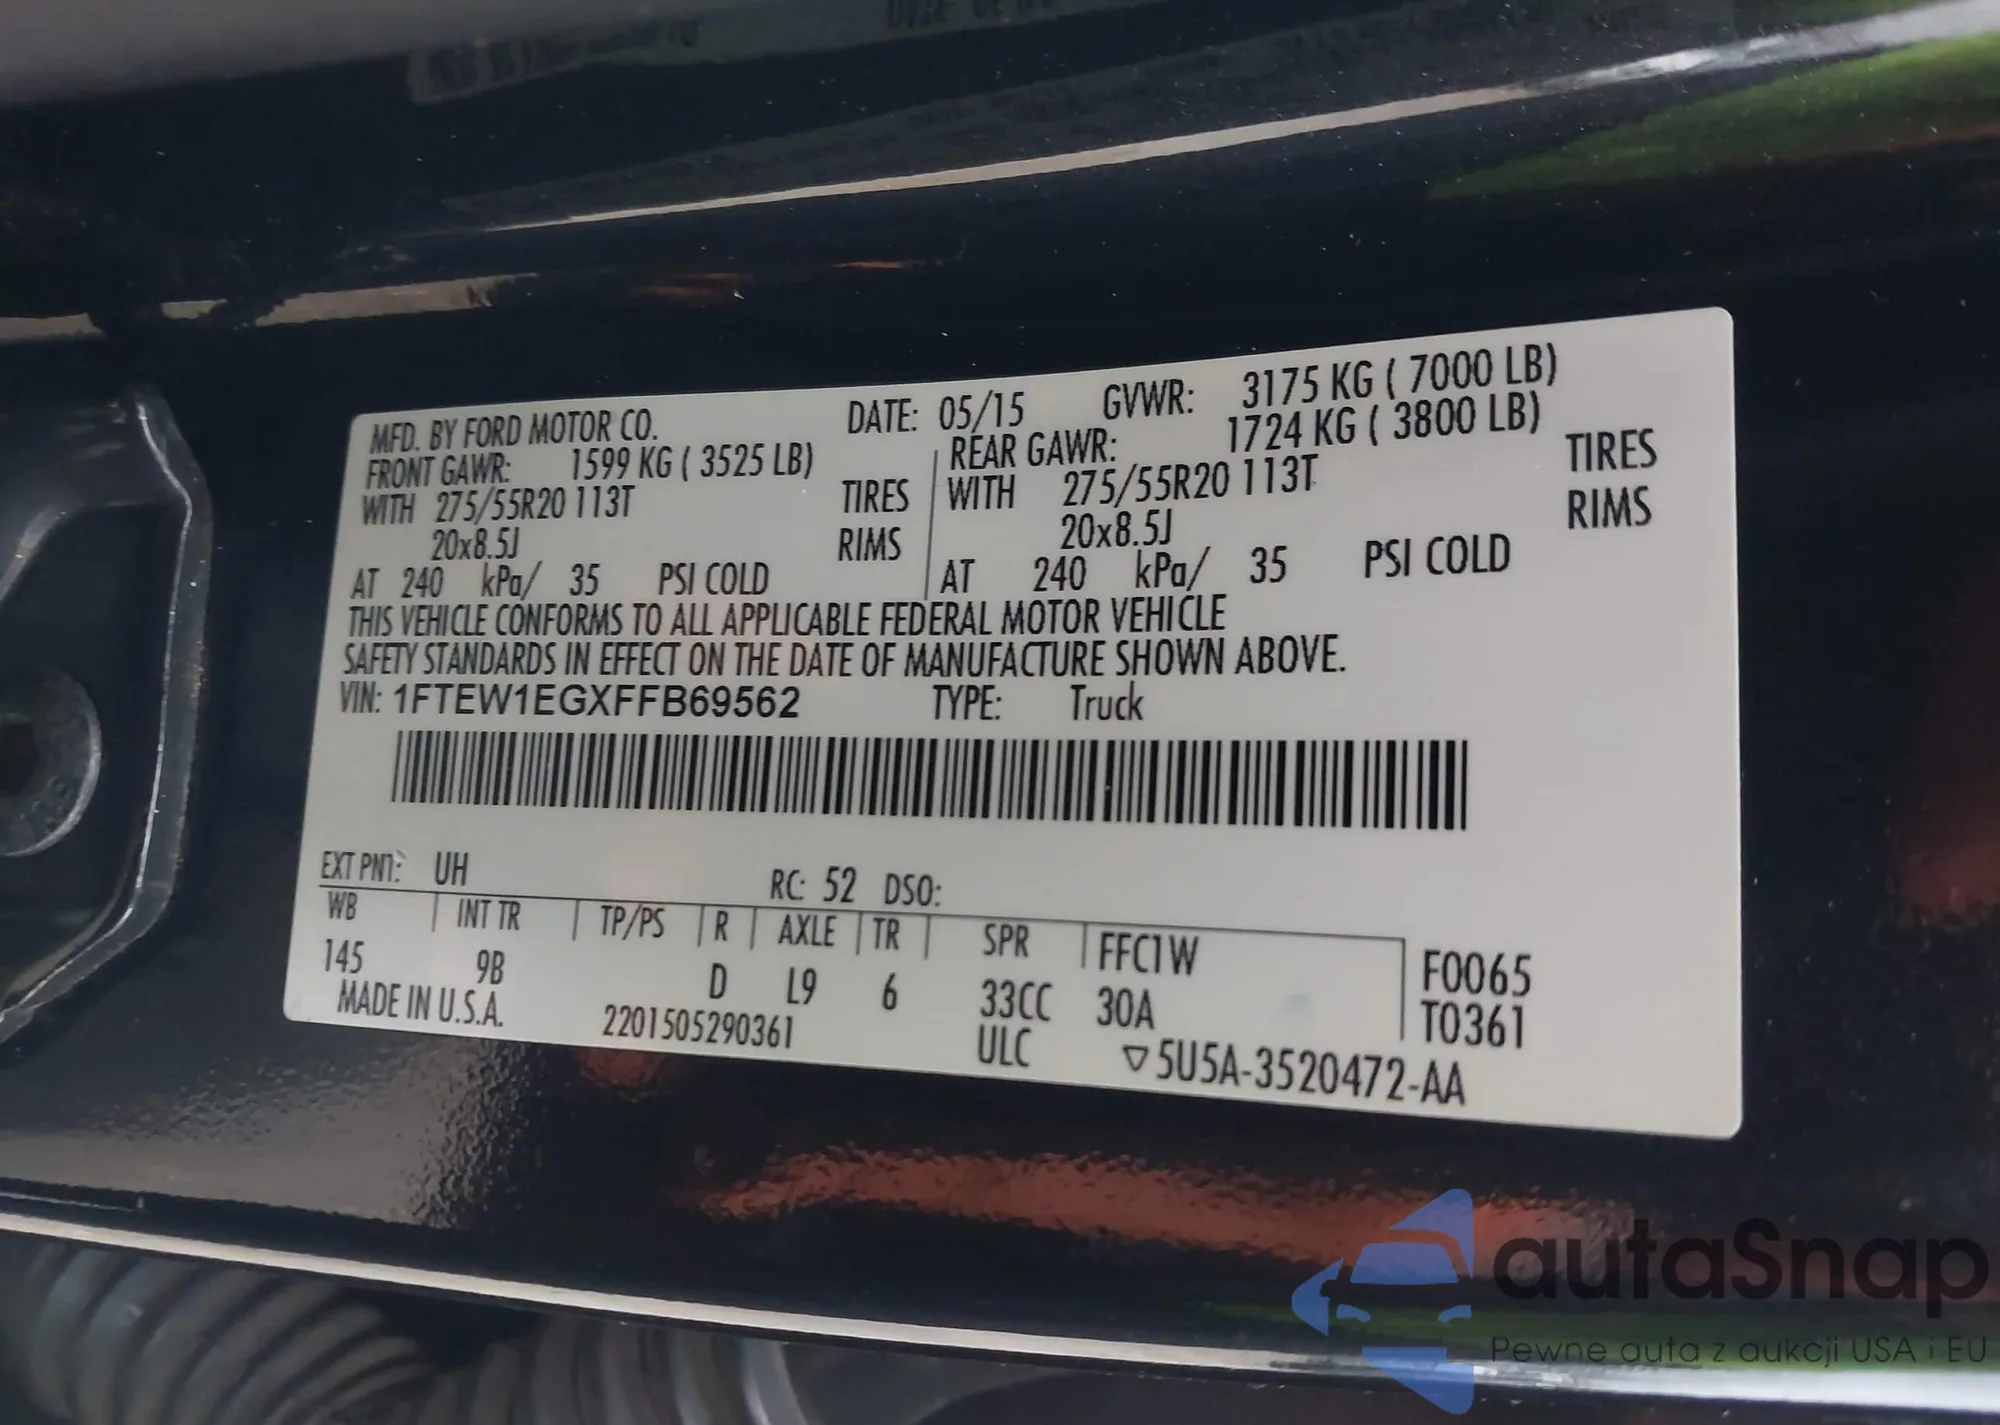 MFD. BY FORD MOTOR CO. DATE: 05/15 GVWR: 3175 KG ( 7000 LB)
FRONT GAWR: 1599 KG ( 3525 LB) REAR GAWR: 1724 KG ( 3800 LB)
WITH 275/55R20 113T TIRES WITH 275/55R20 113T TIRES
20x8.5J RIMS 20x8.5J RIMS
AT 240 kPa/ 35 PSI COLD AT 240 kPa/ 35 PSI COLD
THIS VEHICLE CONFORMS TO ALL APPLICABLE FEDERAL MOTOR VEHICLE
SAFETY STANDARDS IN EFFECT ON THE DATE OF MANUFACTURE SHOWN ABOVE.
VIN: 1FTEW1EGXFFB69562 TYPE: Truck
EXT PNT: UH RC: 52 DSO:
WB INT TR TP/PS R AXLE TR SPR FFC1W F0065
145 9B D L9 6 33CC 30A T0361
MADE IN U.S.A. 2201505290361 ULC ▽5U5A-3520472-AA
autaSnap
Pewne auta z aukcji USA i EU